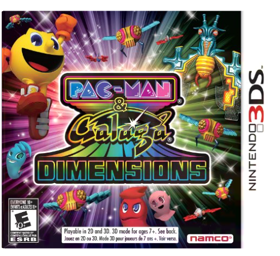 PAC-MAN
&
Galaga
DIMENSIONS
NINTENDO 3DS
EVERYONE 10+
E
ESRB
Playable in 2D and 3D. 3D mode for ages 7+. See back.
Jouez en 2D ou 3D. Mode 3D pour joueurs de 7 ans +. Voir verso.
NAMCO